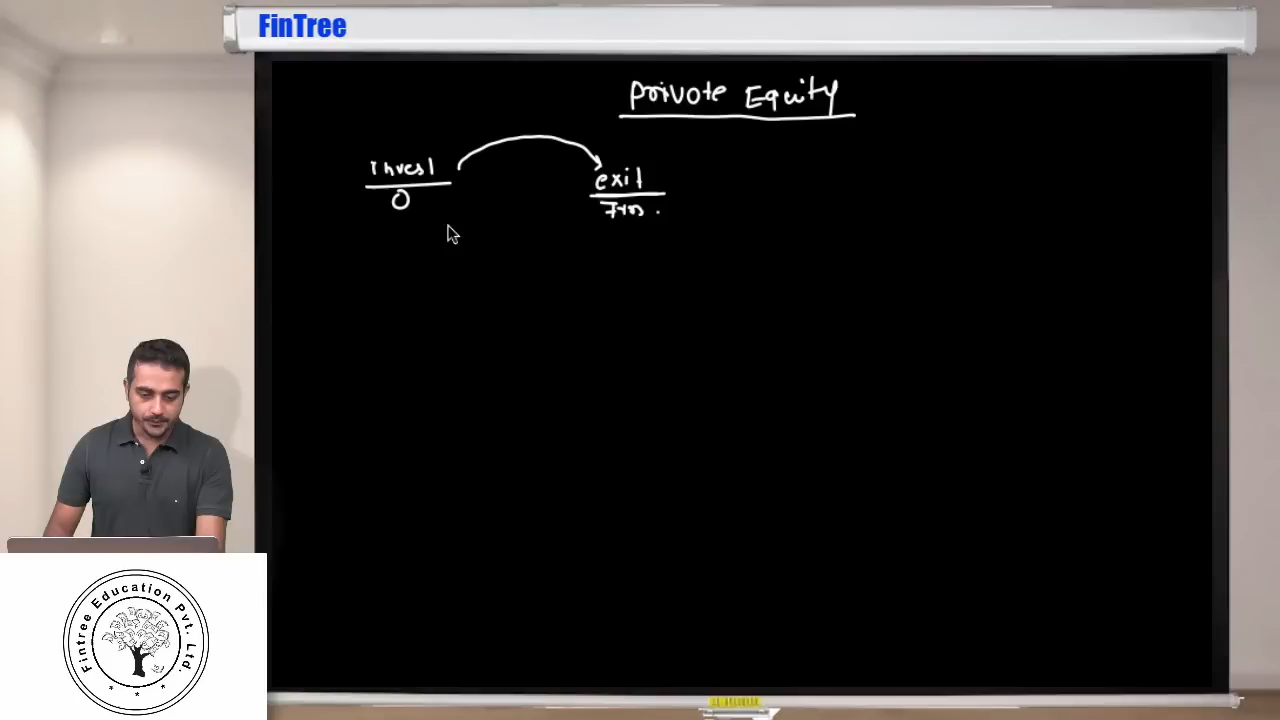 FinTree
Private Equity
invest
exit
0
7yrs.
Fintree Education Pvt. Ltd.
* * *